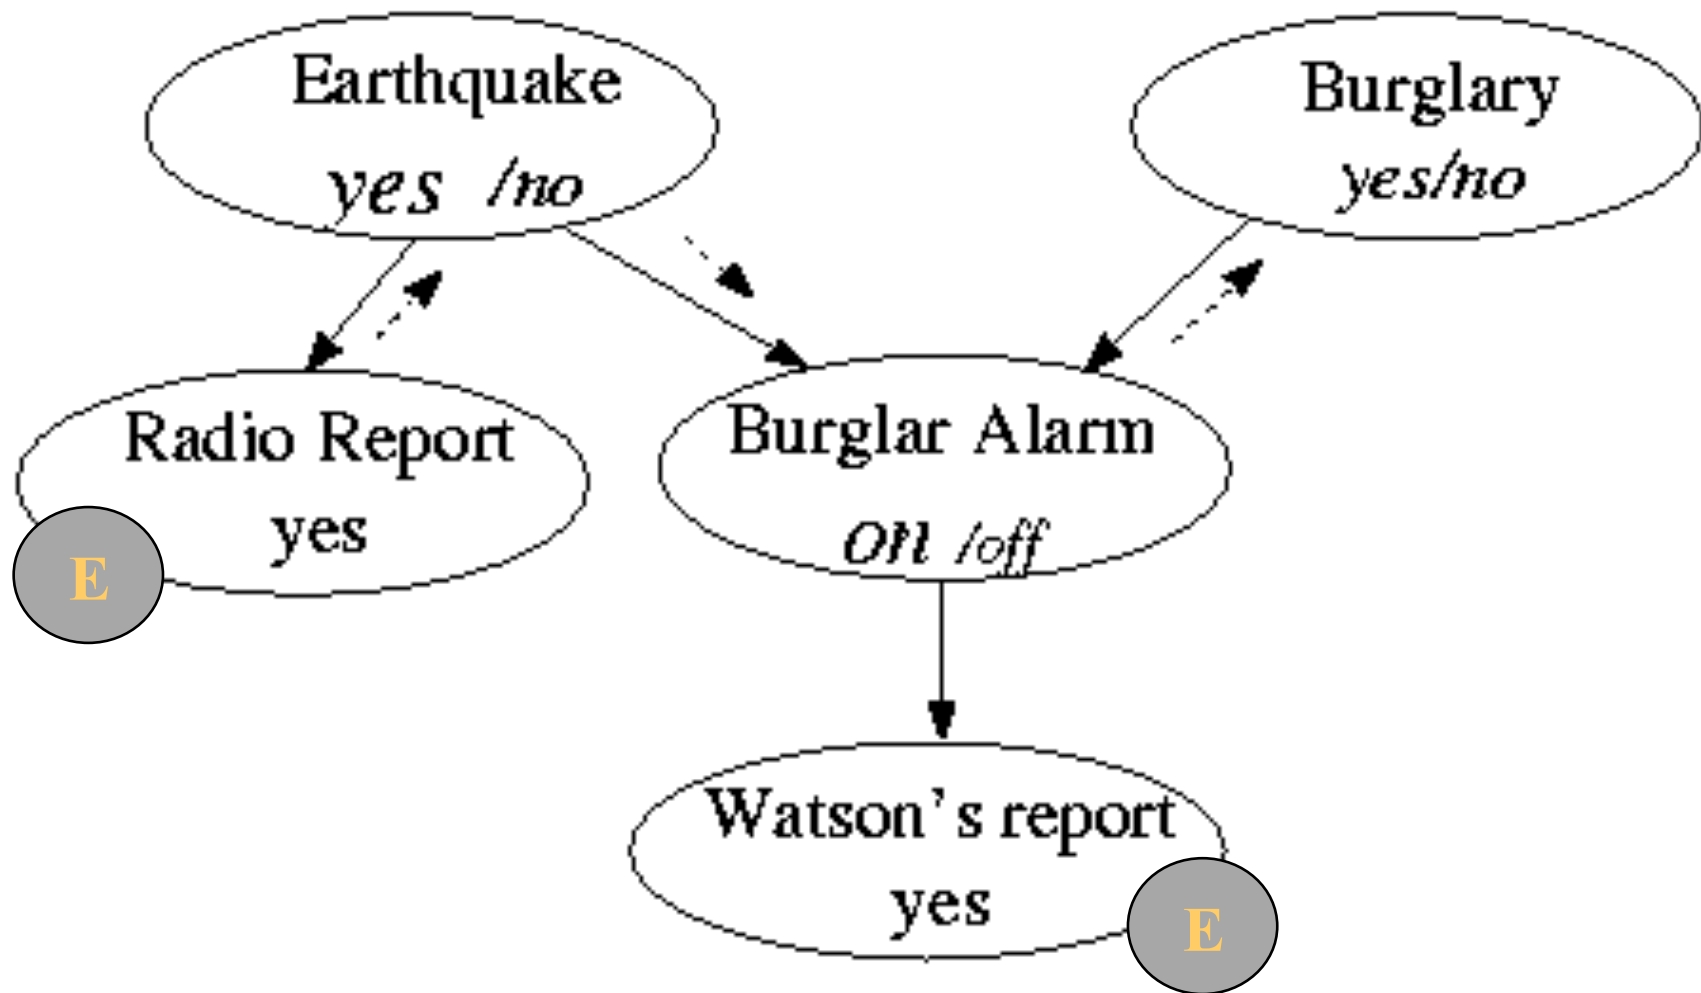 Earthquake
yes /no
Burglary
yes/no
Radio Report
yes
E
Burglar Alarm
on /off
Watson's report
yes
E